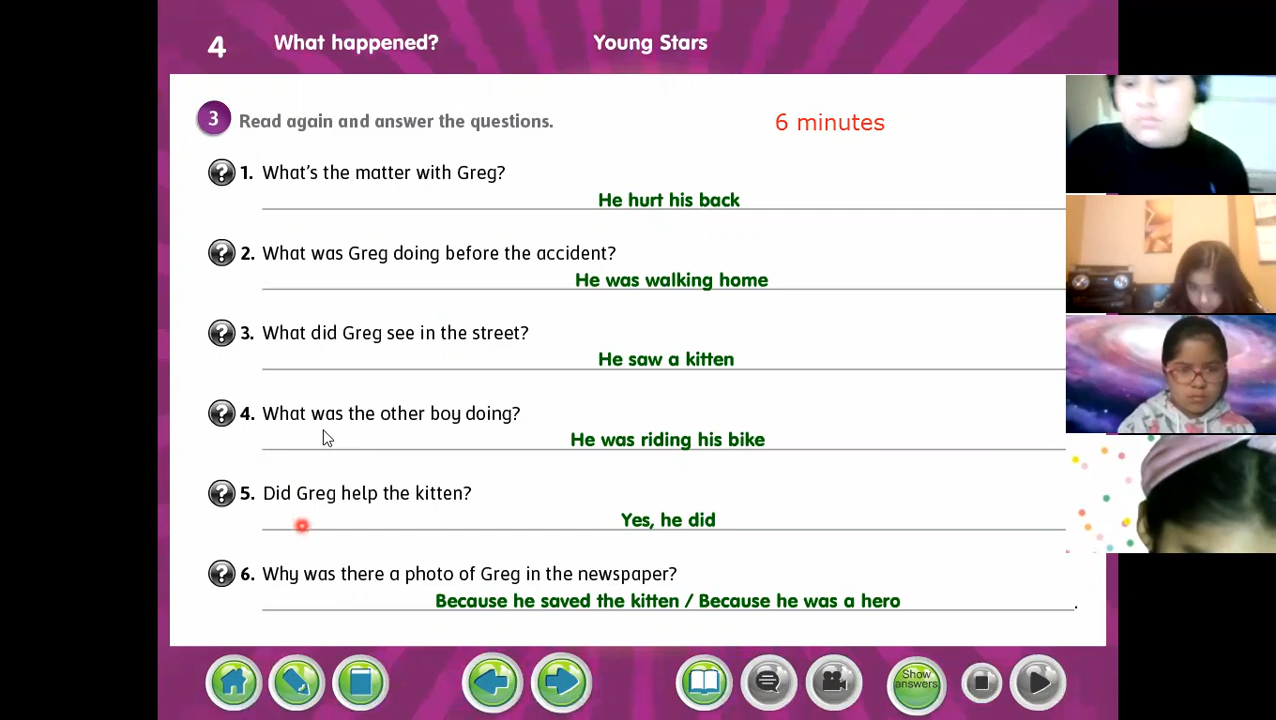 4 What happened? Young Stars
3 Read again and answer the questions. 6 minutes
? 1. What's the matter with Greg?
He hurt his back
? 2. What was Greg doing before the accident?
He was walking home
? 3. What did Greg see in the street?
He saw a kitten
? 4. What was the other boy doing?
He was riding his bike
? 5. Did Greg help the kitten?
Yes, he did
? 6. Why was there a photo of Greg in the newspaper?
Because he saved the kitten / Because he was a hero.
Show
answers